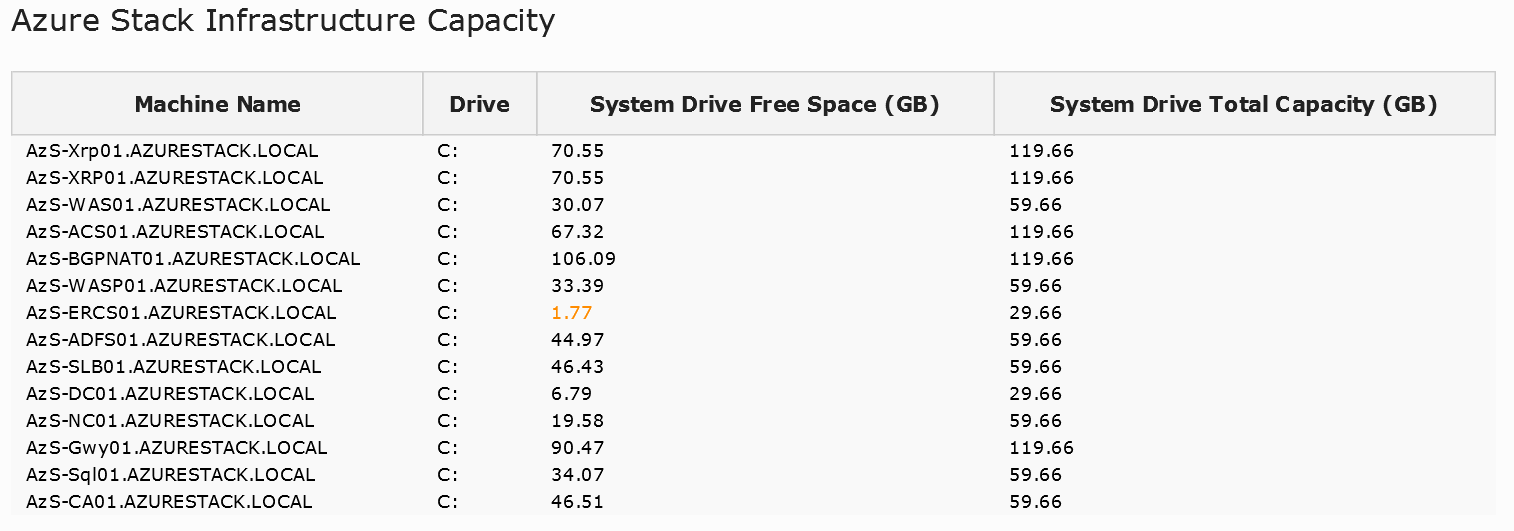 Azure Stack Infrastructure Capacity
Machine Name Drive System Drive Free Space (GB) System Drive Total Capacity (GB)
AzS-Xrp01.AZURESTACK.LOCAL C: 70.55 119.66
AzS-XRP01.AZURESTACK.LOCAL C: 70.55 119.66
AzS-WAS01.AZURESTACK.LOCAL C: 30.07 59.66
AzS-ACS01.AZURESTACK.LOCAL C: 67.32 119.66
AzS-BGPNAT01.AZURESTACK.LOCAL C: 106.09 119.66
AzS-WASP01.AZURESTACK.LOCAL C: 33.39 59.66
AzS-ERCS01.AZURESTACK.LOCAL C: 1.77 29.66
AzS-ADFS01.AZURESTACK.LOCAL C: 44.97 59.66
AzS-SLB01.AZURESTACK.LOCAL C: 46.43 59.66
AzS-DC01.AZURESTACK.LOCAL C: 6.79 29.66
AzS-NC01.AZURESTACK.LOCAL C: 19.58 59.66
AzS-Gwy01.AZURESTACK.LOCAL C: 90.47 119.66
AzS-Sql01.AZURESTACK.LOCAL C: 34.07 59.66
AzS-CA01.AZURESTACK.LOCAL C: 46.51 59.66